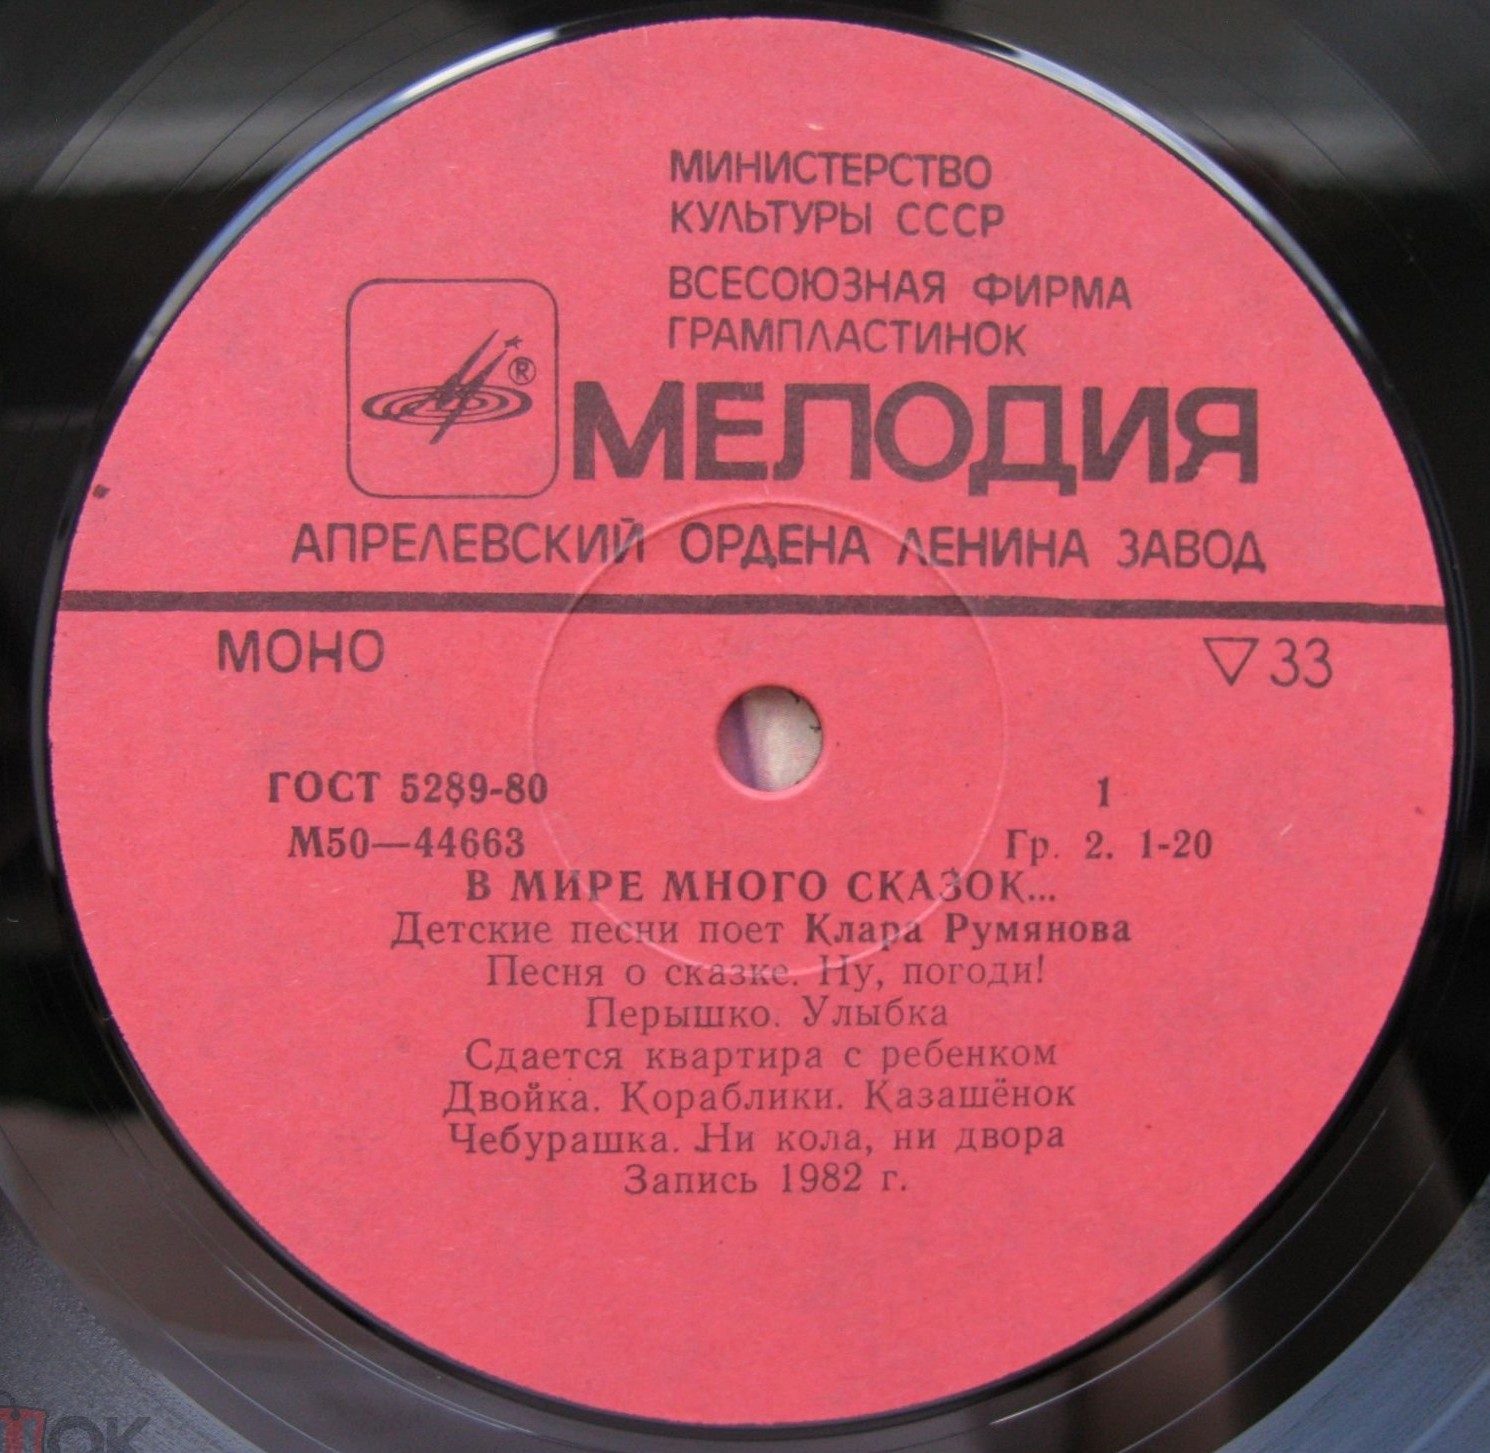 МИНИСТЕРСТВО
КУЛЬТУРЫ СССР
ВСЕСОЮЗНАЯ ФИРМА
ГРАМПЛАСТИНОК
®
МЕЛОДИЯ
АПРЕЛЕВСКИЙ ОРДЕНА ЛЕНИНА ЗАВОД
МОНО ▽33
ГОСТ 5289-80 1
М50—44663 Гр. 2. 1-20
В МИРЕ МНОГО СКАЗОК...
Детские песни поет Клара Румянова
Песня о сказке. Ну, погоди!
Перышко. Улыбка
Сдается квартира с ребенком
Двойка. Кораблики. Казашёнок
Чебурашка. Ни кола, ни двора
Запись 1982 г.